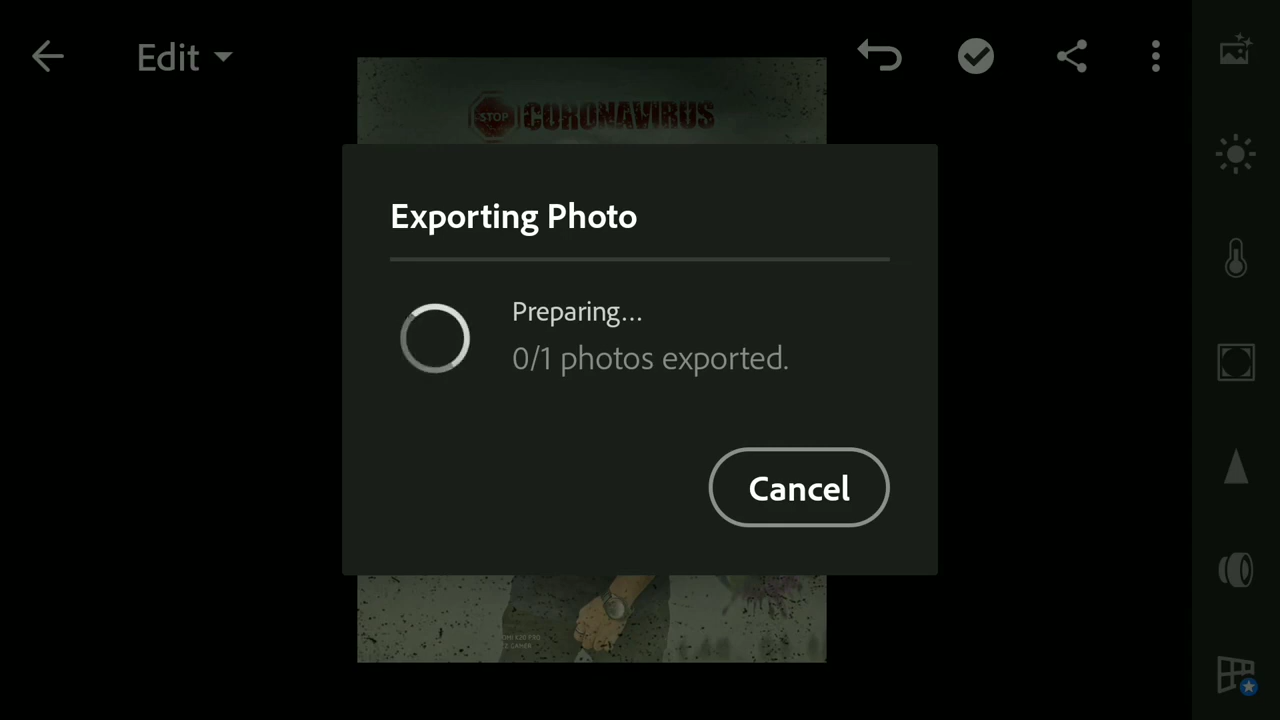 Edit
STOP CORONAVIRUS
Exporting Photo
Preparing...
0/1 photos exported.
Cancel